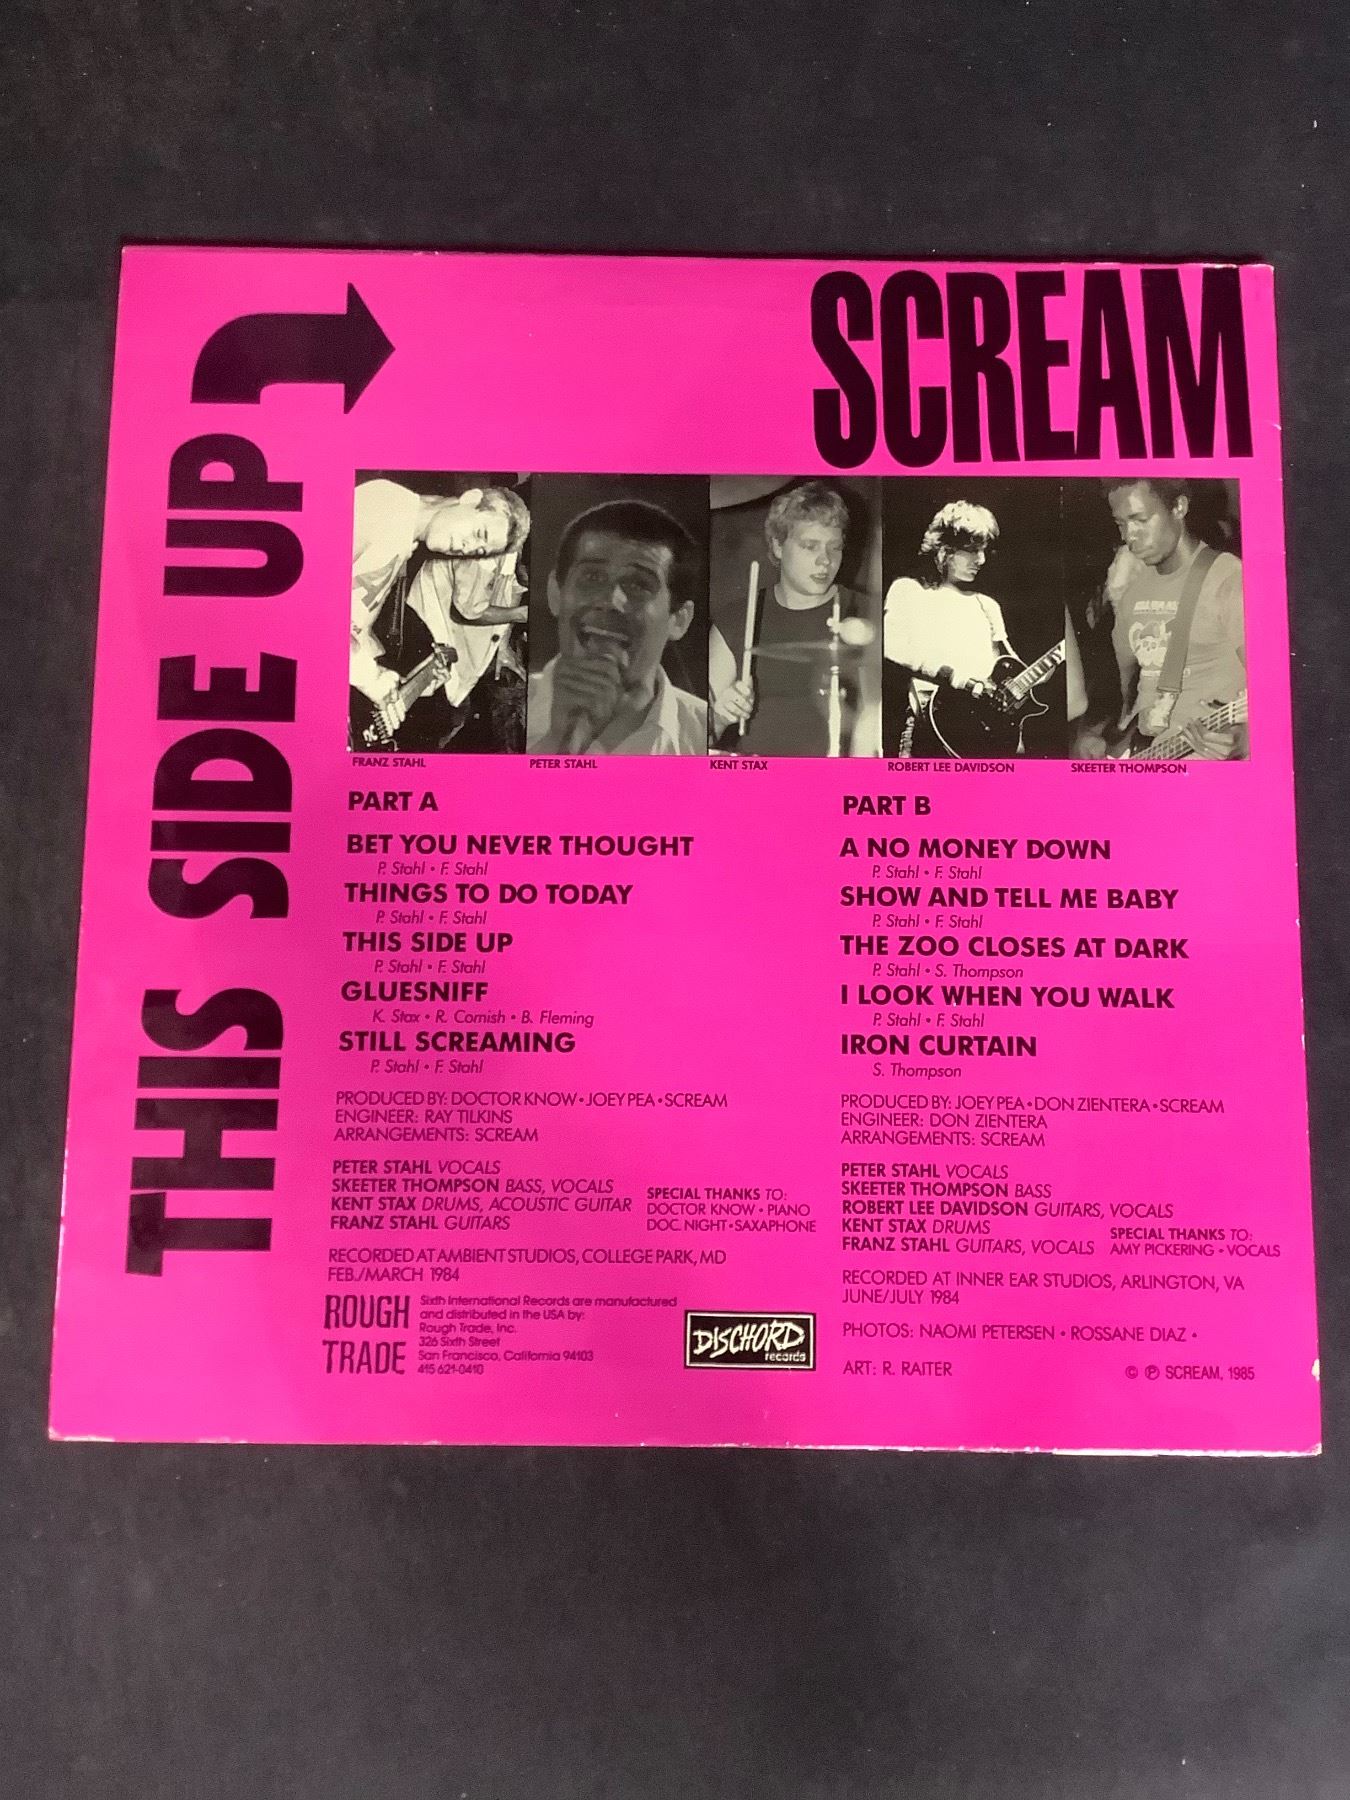 THIS SIDE UP
SCREAM
FRANZ STAHL
PETER STAHL
KENT STAX
ROBERT LEE DAVIDSON
SKEETER THOMPSON
PART A
BET YOU NEVER THOUGHT
P. Stahl • F. Stahl
THINGS TO DO TODAY
P. Stahl • F. Stahl
THIS SIDE UP
P. Stahl • F. Stahl
GLUESNIFF
K. Stax • R. Cornish • B. Fleming
STILL SCREAMING
P. Stahl • F. Stahl
PRODUCED BY: DOCTOR KNOW • JOEY PEA • SCREAM
ENGINEER: RAY TILKINS
ARRANGEMENTS: SCREAM
PETER STAHL VOCALS
SKEETER THOMPSON BASS, VOCALS
KENT STAX DRUMS, ACOUSTIC GUITAR
FRANZ STAHL GUITARS
SPECIAL THANKS TO:
DOCTOR KNOW • PIANO
DOC. NIGHT • SAXAPHONE
RECORDED AT AMBIENT STUDIOS, COLLEGE PARK, MD
FEB./MARCH 1984
ROUGH
TRADE
Sixth International Records are manufactured
and distributed in the USA by:
Rough Trade, Inc.
326 Sixth Street
San Francisco, California 94103
415 621-0410
DISCHORD
records
PART B
A NO MONEY DOWN
P. Stahl • F. Stahl
SHOW AND TELL ME BABY
P. Stahl • F. Stahl
THE ZOO CLOSES AT DARK
P. Stahl • S. Thompson
I LOOK WHEN YOU WALK
P. Stahl • F. Stahl
IRON CURTAIN
S. Thompson
PRODUCED BY: JOEY PEA • DON ZIENTERA • SCREAM
ENGINEER: DON ZIENTERA
ARRANGEMENTS: SCREAM
PETER STAHL VOCALS
SKEETER THOMPSON BASS
ROBERT LEE DAVIDSON GUITARS, VOCALS
KENT STAX DRUMS
FRANZ STAHL GUITARS, VOCALS
SPECIAL THANKS TO:
AMY PICKERING • VOCALS
RECORDED AT INNER EAR STUDIOS, ARLINGTON, VA
JUNE/JULY 1984
PHOTOS: NAOMI PETERSEN • ROSSANE DIAZ •
ART: R. RAITER
© ℗ SCREAM, 1985